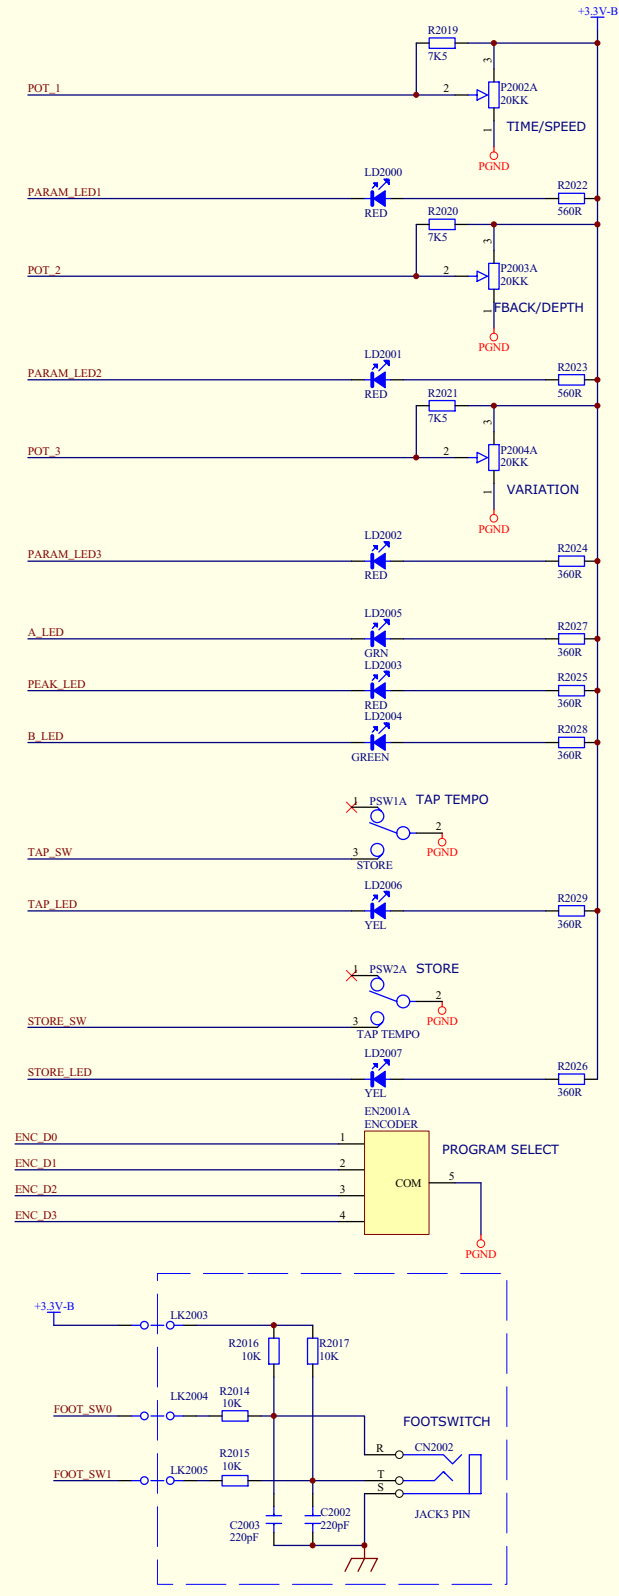 +3.3V-B
R2019
7K5
3
POT_1
2
P2002A
20KK
1
TIME/SPEED
PGND
LD2000
PARAM_LED1
RED
R2022
560R
R2020
7K5
3
POT_2
2
P2003A
20KK
1
FBACK/DEPTH
PGND
LD2001
PARAM_LED2
RED
R2023
560R
R2021
7K5
3
POT_3
2
P2004A
20KK
1
VARIATION
PGND
LD2002
PARAM_LED3
RED
R2024
360R
LD2005
A_LED
GRN
R2027
360R
LD2003
PEAK_LED
RED
R2025
360R
LD2004
B_LED
GREEN
R2028
360R
1
PSW1A
TAP TEMPO
2
PGND
TAP_SW
3
STORE
LD2006
TAP_LED
YEL
R2029
360R
1
PSW2A
STORE
2
PGND
STORE_SW
3
TAP TEMPO
LD2007
STORE_LED
YEL
R2026
360R
EN2001A
ENCODER
ENC_D0
1
ENC_D1
2
ENC_D2
3
ENC_D3
4
COM
5
PROGRAM SELECT
PGND
+3.3V-B
LK2003
R2016
10K
R2017
10K
FOOT_SW0
LK2004
R2014
10K
FOOTSWITCH
R
CN2002
FOOT_SW1
LK2005
R2015
10K
T
S
C2003
220pF
C2002
220pF
JACK3 PIN